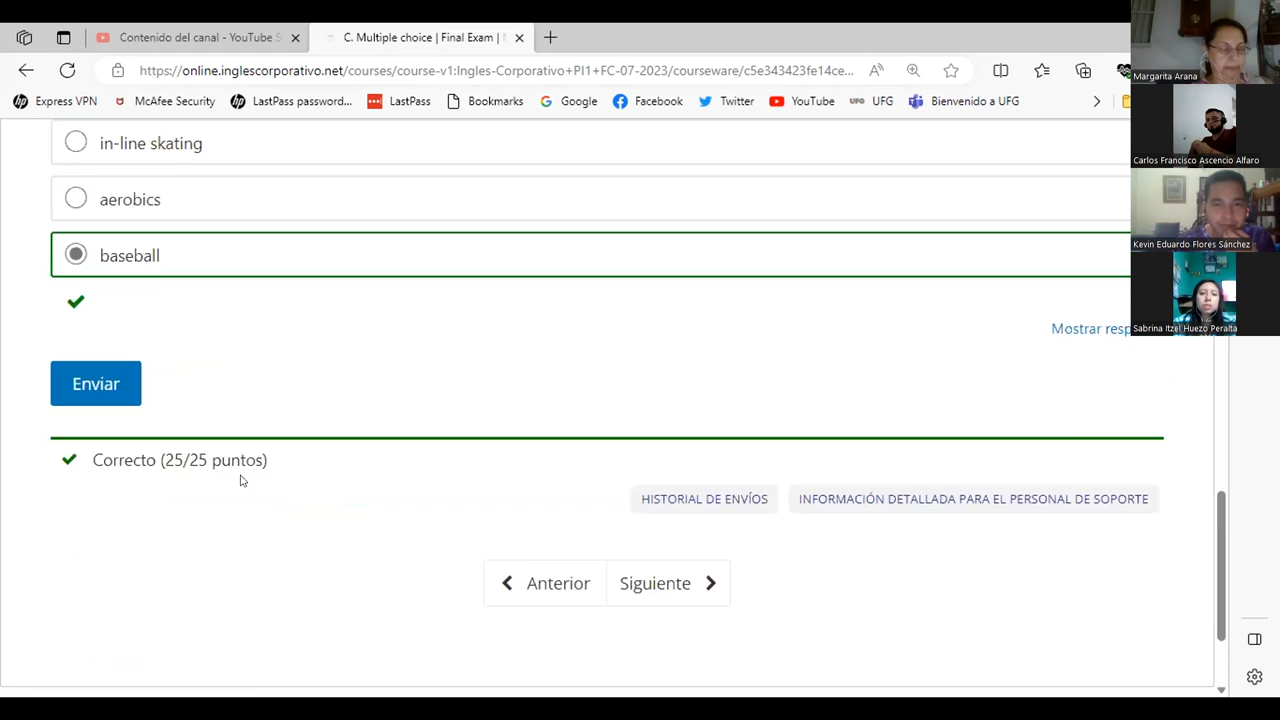 Contenido del canal - YouTube S
C. Multiple choice | Final Exam |
https://online.inglescorporativo.net/courses/course-v1:Ingles-Corporativo+PI1+FC-07-2023/courseware/c5e343423fe14ce...
Express VPN
McAfee Security
LastPass password...
LastPass
Bookmarks
Google
Facebook
Twitter
YouTube
UFG
Bienvenido a UFG
Margarita Arana
Carlos Francisco Ascencio Alfaro
Kevin Eduardo Flores Sánchez
Sabrina Itzel Huezo Peralta
in-line skating
aerobics
baseball
Mostrar resp
Enviar
Correcto (25/25 puntos)
HISTORIAL DE ENVÍOS
INFORMACIÓN DETALLADA PARA EL PERSONAL DE SOPORTE
Anterior
Siguiente